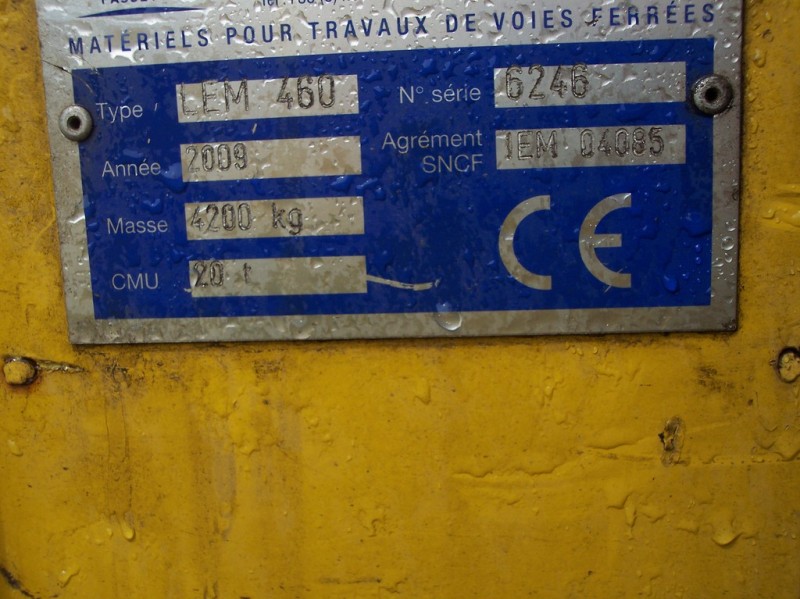 MATÉRIELS POUR TRAVAUX DE VOIES FERRÉES
Type LEM 460
N° série 6246
Année 2009
Agrément SNCF IEM 04085
Masse 4200 kg
CMU 20 t
CE